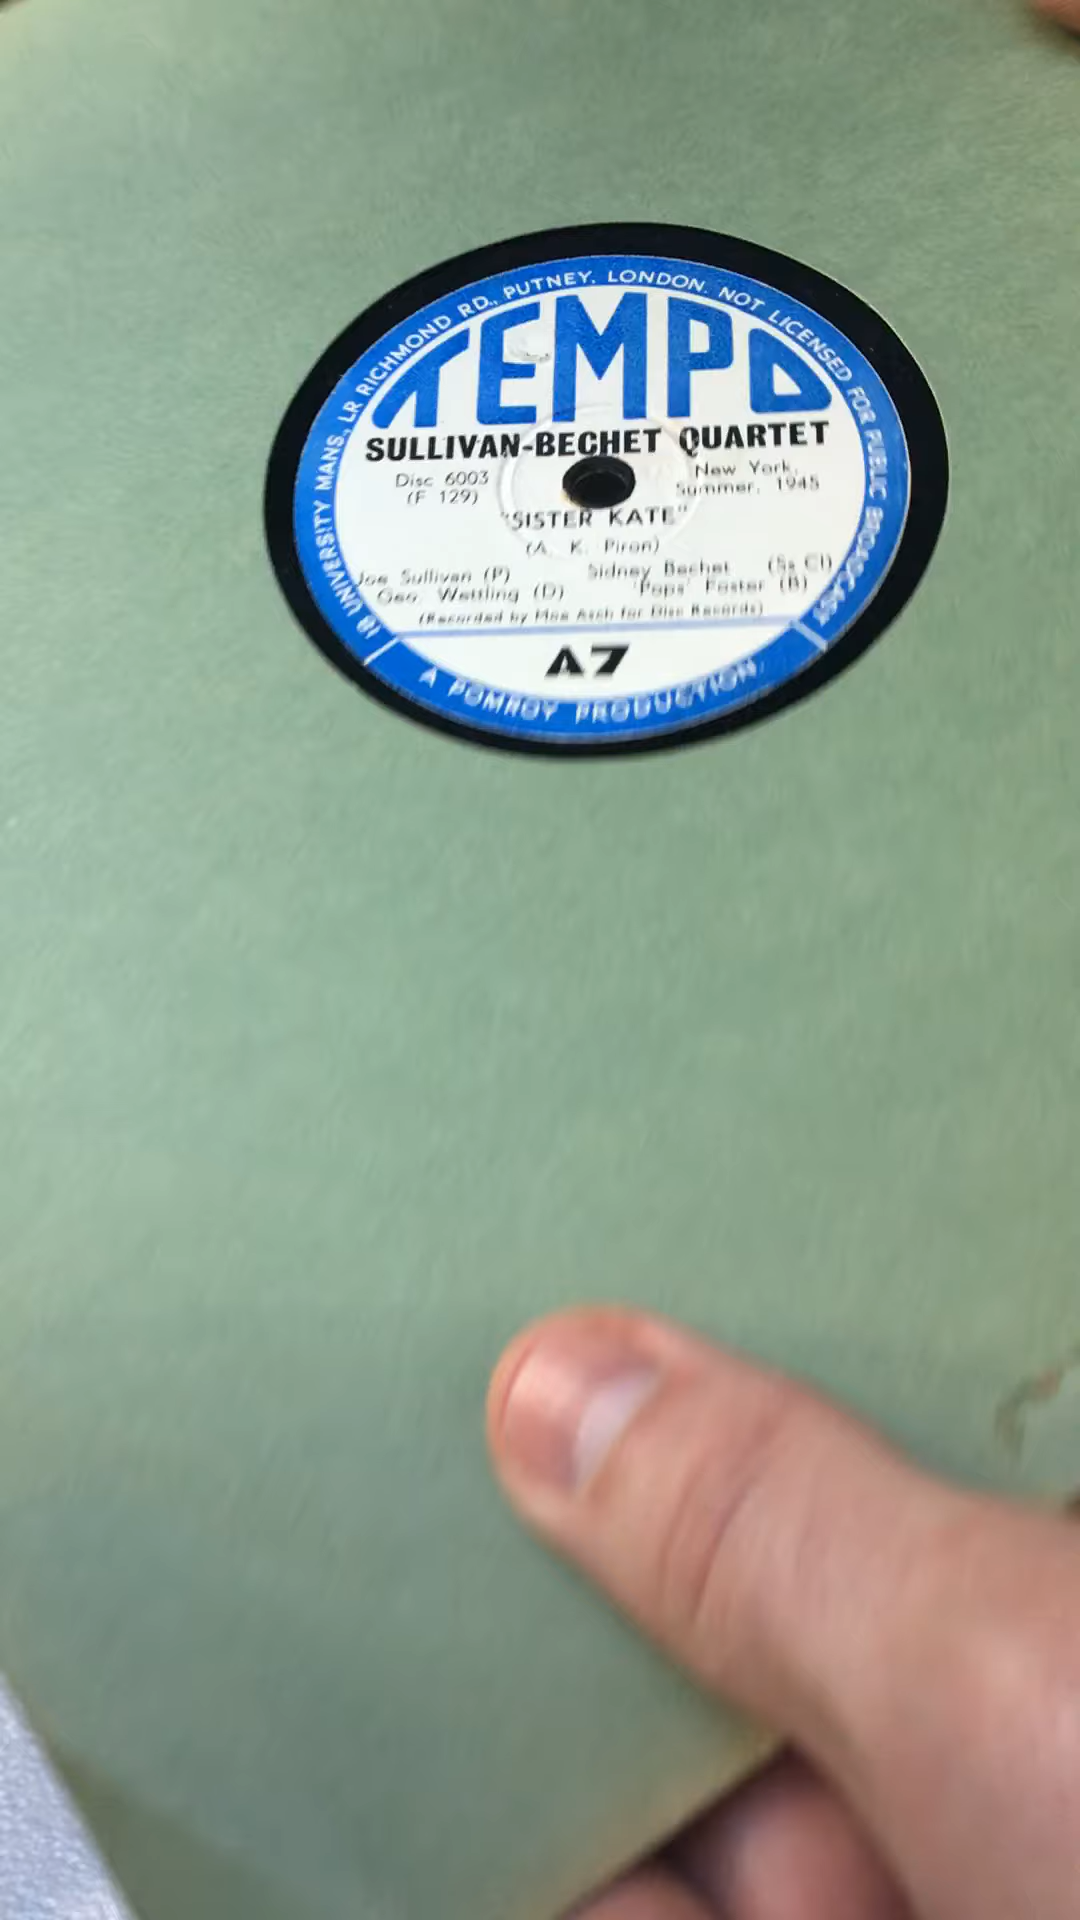 18 UNIVERSITY MANS., LR RICHMOND RD., PUTNEY, LONDON. NOT LICENSED FOR PUBLIC BROADCAST
TEMPO
SULLIVAN-BECHET QUARTET
Disc 6003 New York,
(F 129) Summer, 1945
"SISTER KATE"
(A. K. Piron)
Joe Sullivan (P) Sidney Bechet (Ss Cl)
Geo. Wettling (D) 'Pops' Foster (B)
(Recorded by Moe Asch for Disc Records)
A7
A POMROY PRODUCTION